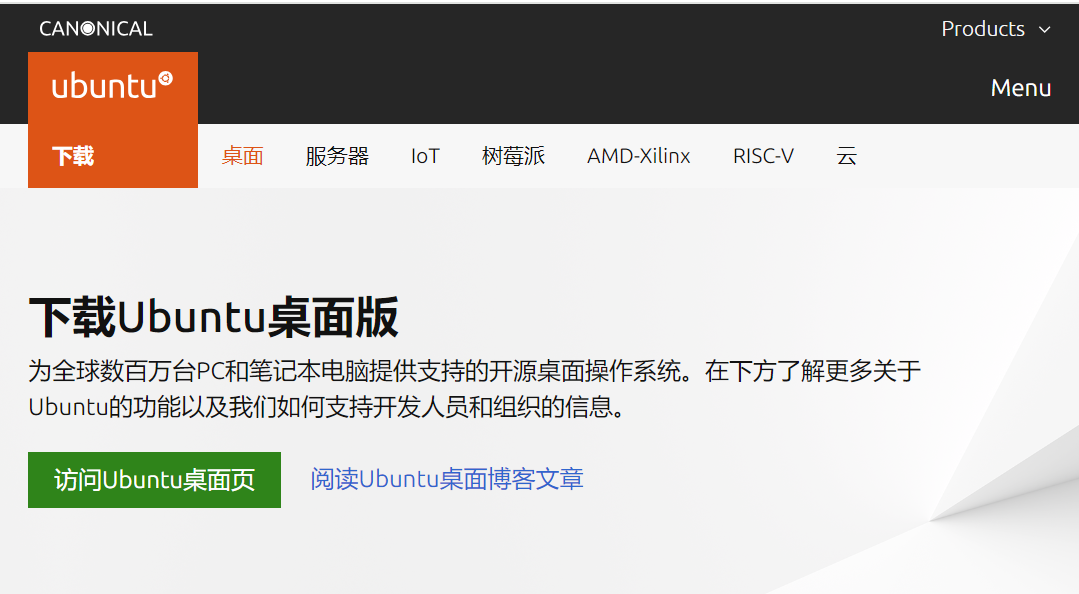 CANONICAL
Products
ubuntu
Menu
下载
桌面
服务器
IoT
树莓派
AMD-Xilinx
RISC-V
云
下载Ubuntu桌面版
为全球数百万台PC和笔记本电脑提供支持的开源桌面操作系统。在下方了解更多关于
Ubuntu的功能以及我们如何支持开发人员和组织的信息。
访问Ubuntu桌面页
阅读Ubuntu桌面博客文章